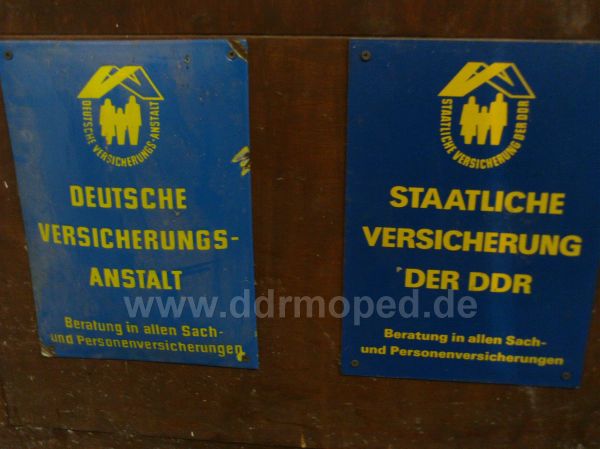 DEUTSCHE VERSICHERUNGS-ANSTALT
DEUTSCHE
VERSICHERUNGS-
ANSTALT
Beratung in allen Sach-
und Personenversicherungen
STAATLICHE VERSICHERUNG DER DDR
STAATLICHE
VERSICHERUNG
DER DDR
Beratung in allen Sach-
und Personenversicherungen
www.ddrmoped.de